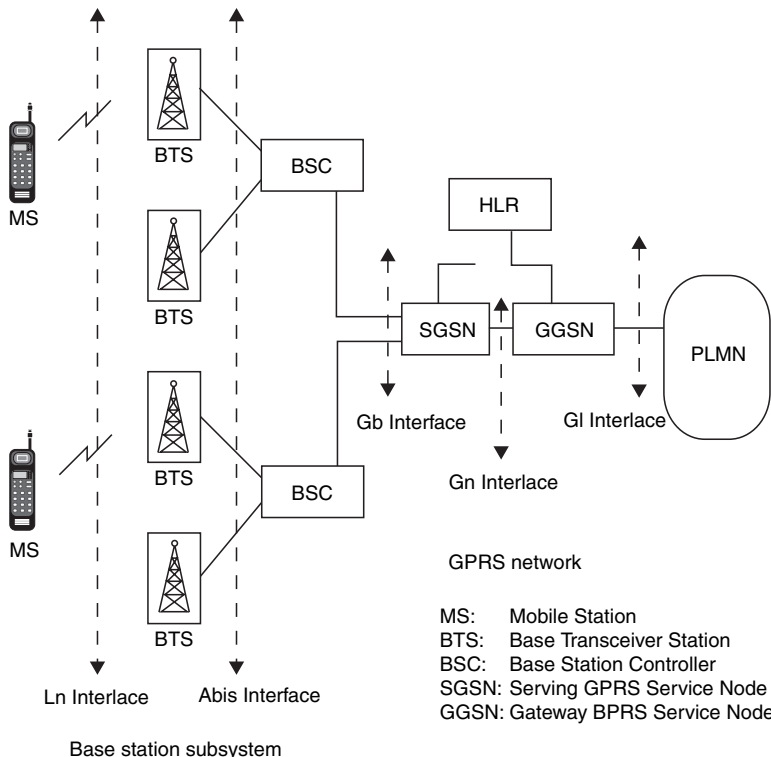 BTS
BSC
MS
HLR
BTS
SGSN
GGSN
PLMN
Gb Interface
Gl Interlace
BTS
Gn Interlace
BSC
MS
GPRS network
BTS
MS: Mobile Station
BTS: Base Transceiver Station
BSC: Base Station Controller
SGSN: Serving GPRS Service Node
GGSN: Gateway BPRS Service Node
Ln Interlace
Abis Interface
Base station subsystem